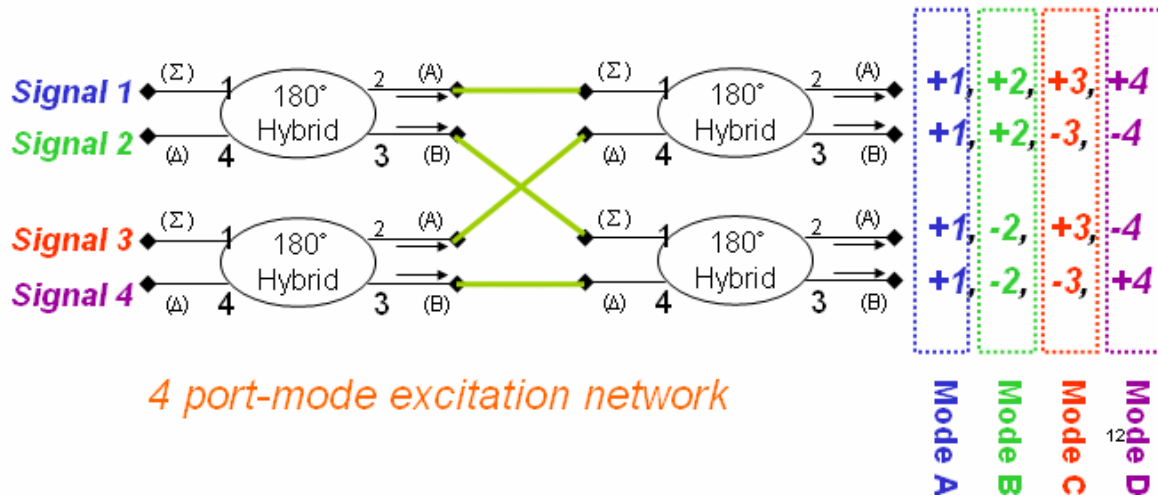 (Σ) 1 2 (A) (Σ) 1 2 (A)
Signal 1 180° Hybrid 180° Hybrid +1, +2, +3, +4
Signal 2 (Δ) 4 3 (B) (Δ) 4 3 (B) +1, +2, -3, -4
(Σ) 1 2 (A) (Σ) 1 2 (A)
Signal 3 180° Hybrid 180° Hybrid +1, -2, +3, -4
Signal 4 (Δ) 4 3 (B) (Δ) 4 3 (B) +1, -2, -3, +4
4 port-mode excitation network
Mode A
Mode B
Mode C
Mode D
12